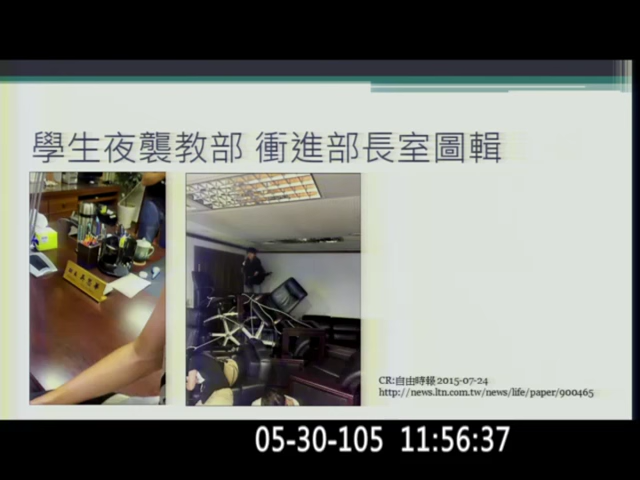 學生夜襲教部 衝進部長室圖輯
CR:自由時報2015-07-24
http://news.ltn.com.tw/news/life/paper/900465
05-30-105 11:56:37